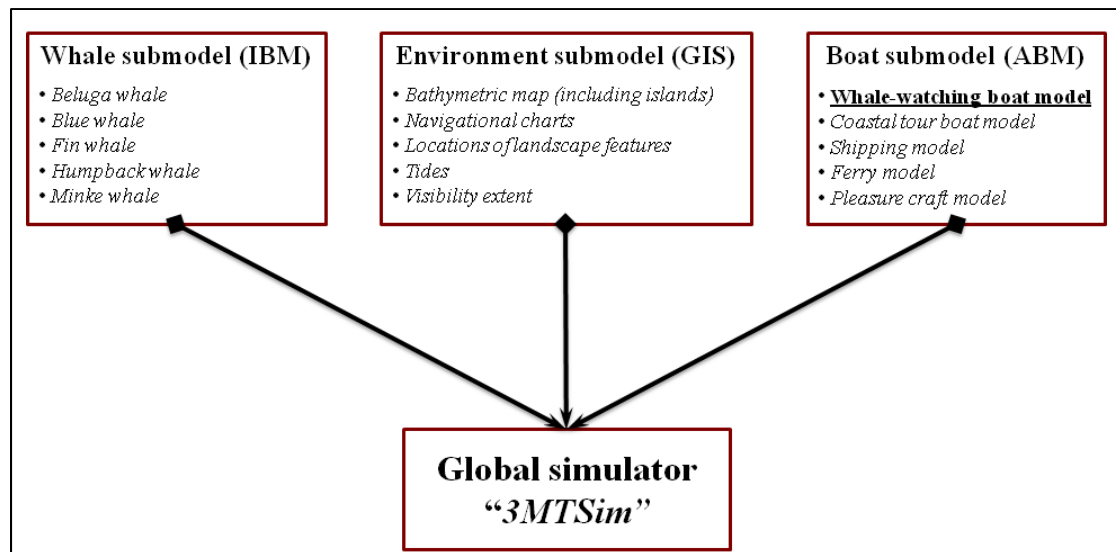 Whale submodel (IBM)
• Beluga whale
• Blue whale
• Fin whale
• Humpback whale
• Minke whale
Environment submodel (GIS)
• Bathymetric map (including islands)
• Navigational charts
• Locations of landscape features
• Tides
• Visibility extent
Boat submodel (ABM)
• Whale-watching boat model
• Coastal tour boat model
• Shipping model
• Ferry model
• Pleasure craft model
Global simulator
“3MTSim”